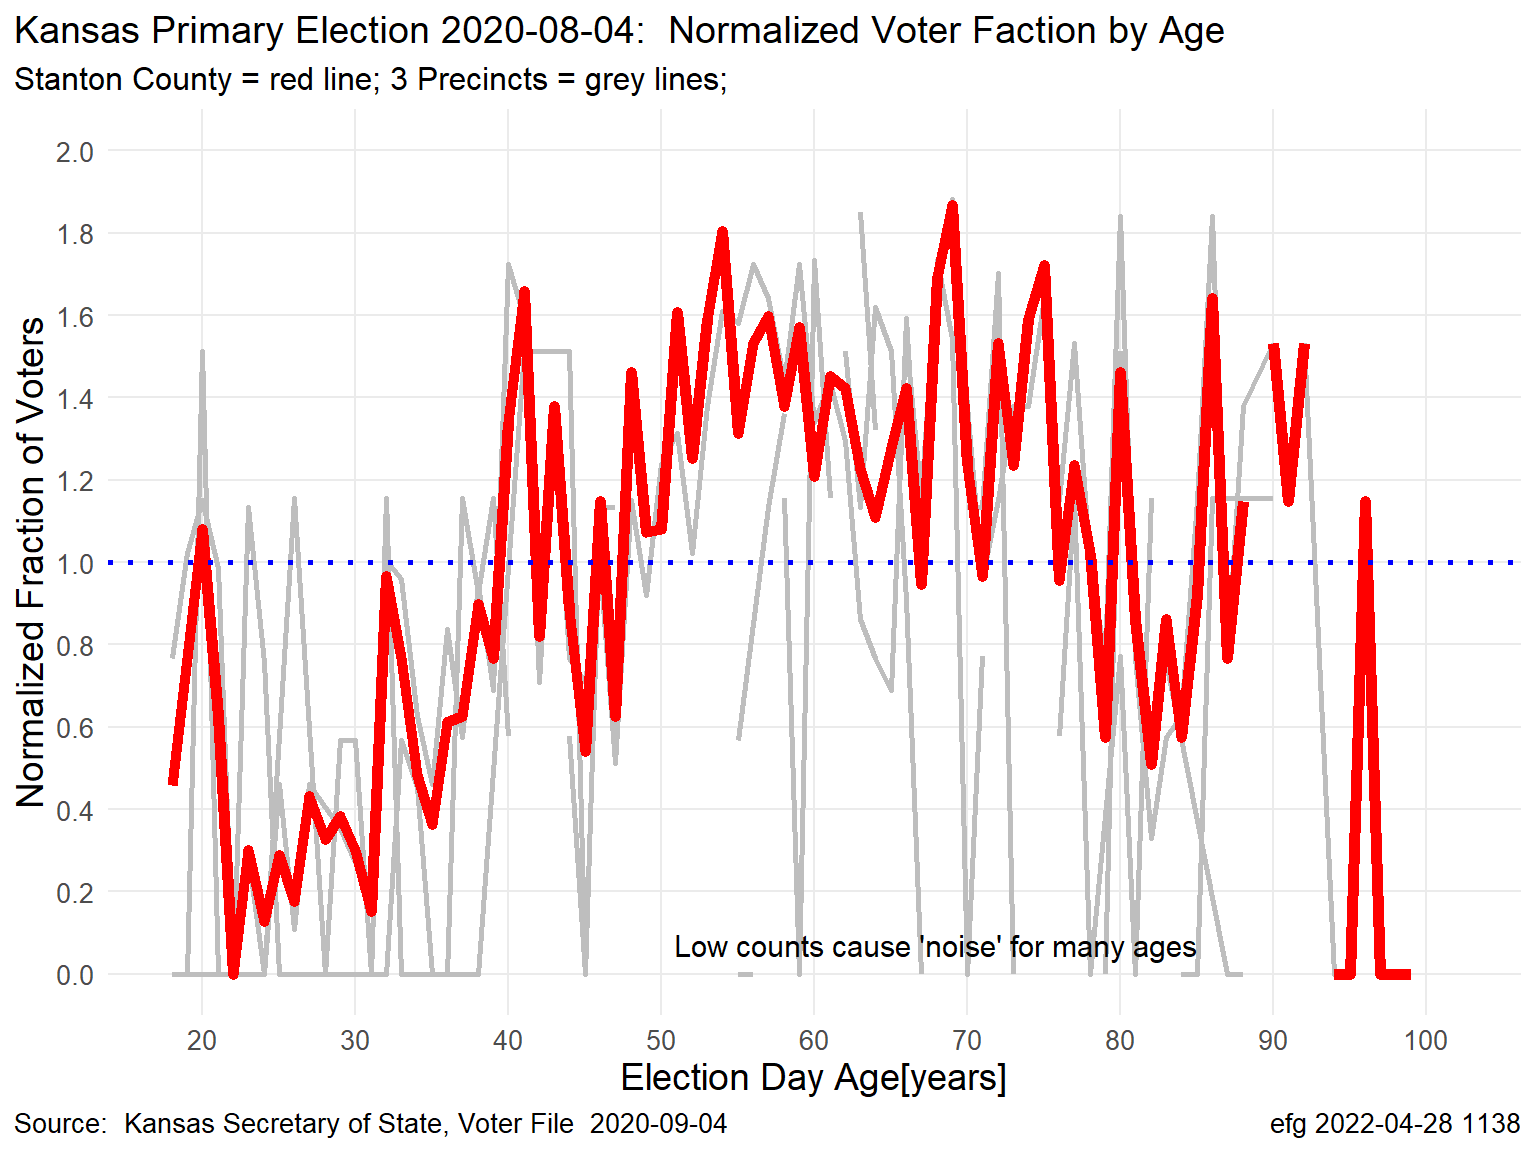 Kansas Primary Election 2020-08-04:  Normalized Voter Faction by Age
Stanton County = red line; 3 Precincts = grey lines;
Normalized Fraction of Voters
2.0
1.8
1.6
1.4
1.2
1.0
0.8
0.6
0.4
0.2
0.0
Low counts cause 'noise' for many ages
20 30 40 50 60 70 80 90 100
Election Day Age[years]
Source:  Kansas Secretary of State, Voter File  2020-09-04
efg 2022-04-28 1138